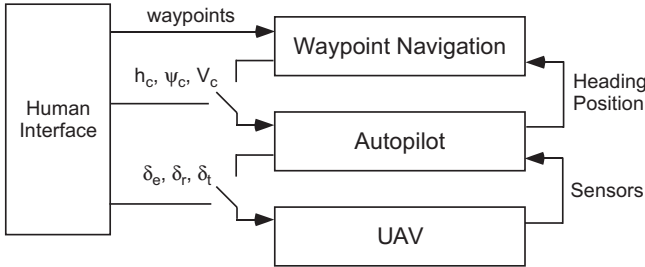 waypoints
Waypoint Navigation
h_c, ψ_c, V_c
Human
Interface
Heading
Position
Autopilot
δ_e, δ_r, δ_t
Sensors
UAV